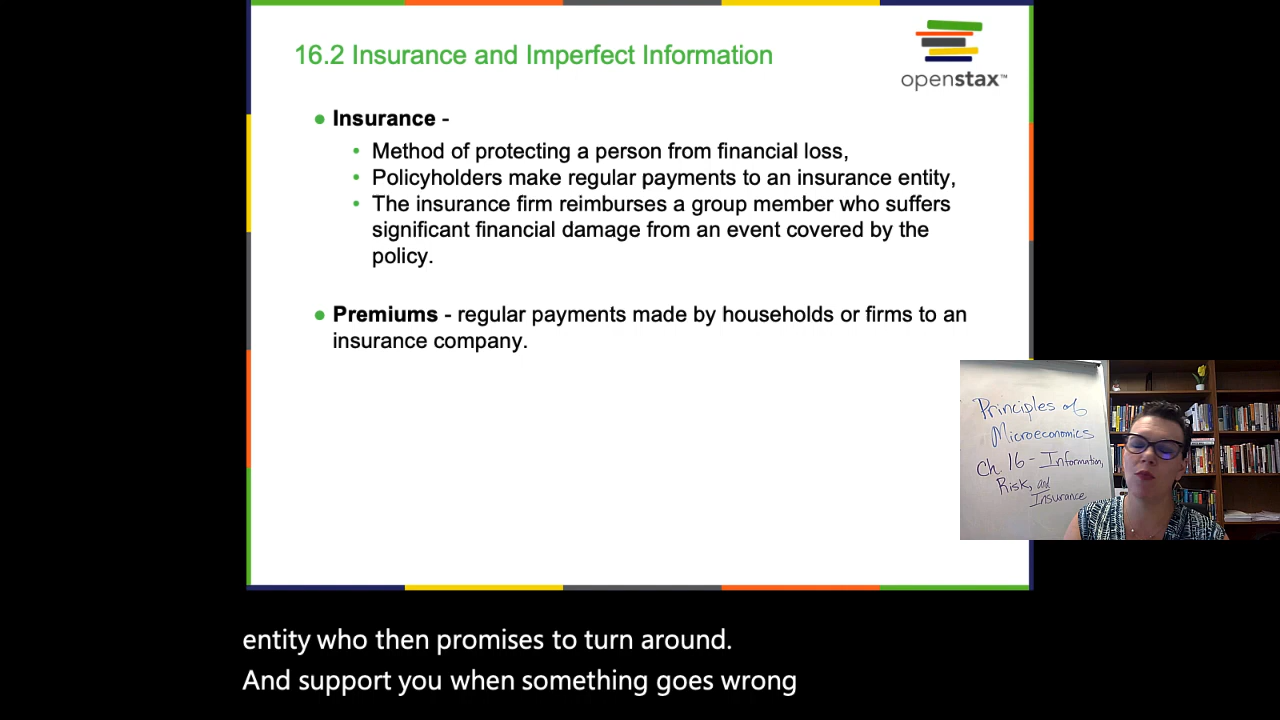 16.2 Insurance and Imperfect Information
openstax™
Insurance -
Method of protecting a person from financial loss,
Policyholders make regular payments to an insurance entity,
The insurance firm reimburses a group member who suffers
significant financial damage from an event covered by the
policy.
Premiums - regular payments made by households or firms to an
insurance company.
Principles of
Microeconomics
Ch. 16 - Information,
Risk, and
Insurance
entity who then promises to turn around.
And support you when something goes wrong